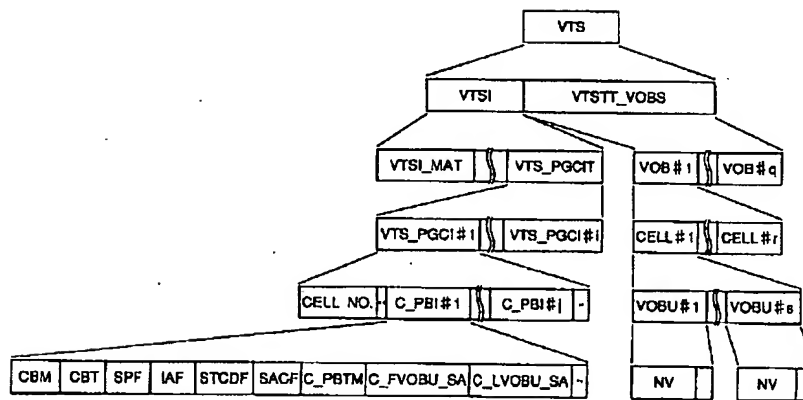 VTS
VTSI VTSTT_VOBS
VTSI_MAT VTS_PGCIT VOB#1 VOB#q
VTS_PGCI#1 VTS_PGCI#i CELL#1 CELL#r
CELL NO. C_PBI#1 C_PBI#j VOBU#1 VOBU#s
CBM CBT SPF IAF STCDF SACF C_PBTM C_FVOBU_SA C_LVOBU_SA NV NV